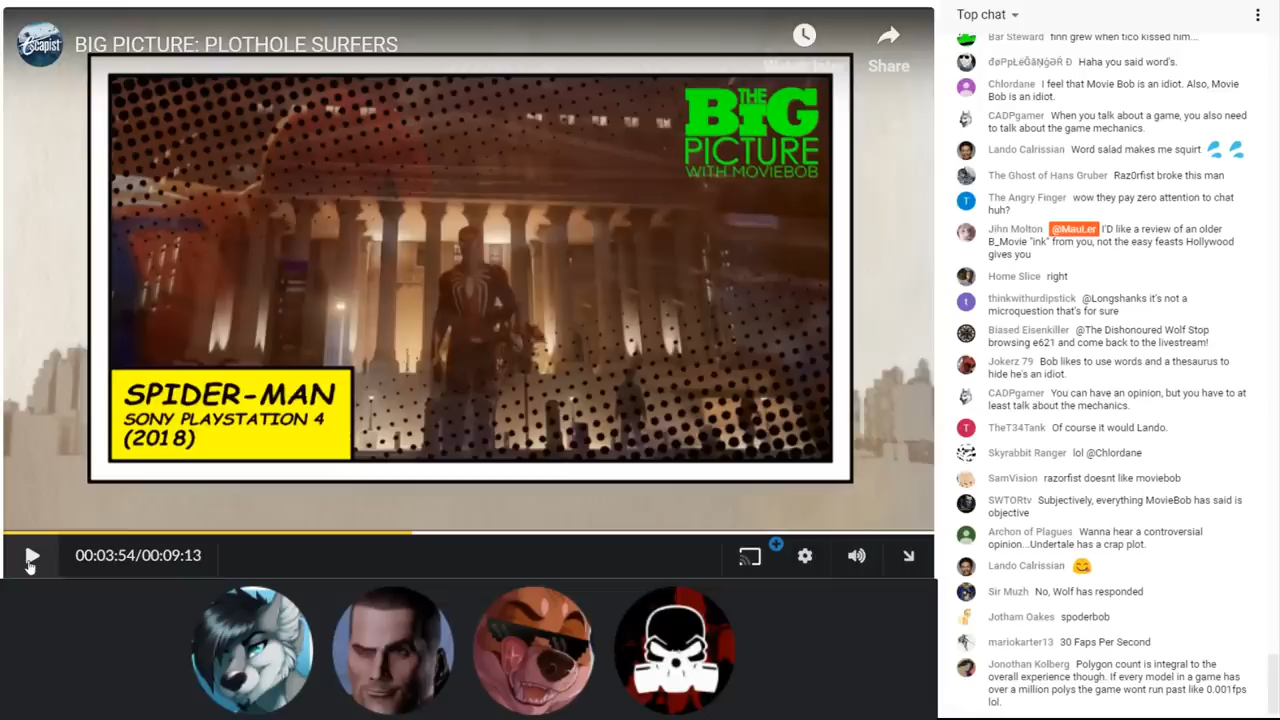 Escapist
BIG PICTURE: PLOTHOLE SURFERS
Watch later
Share
THE
BIG
PICTURE
WITH MOVIEBOB
SPIDER-MAN
SONY PLAYSTATION 4
(2018)
00:03:54/00:09:13
Top chat
Bar Steward finn grew when tico kissed him...
Haha you said word's.
Chlordane I feel that Movie Bob is an idiot. Also, Movie
Bob is an idiot.
CADPgamer When you talk about a game, you also need
to talk about the game mechanics.
Lando Calrissian Word salad makes me squirt 💦 💦
The Ghost of Hans Gruber Raz0rfist broke this man
T
The Angry Finger wow they pay zero attention to chat
huh?
Jihn Molton @MauLer I'D like a review of an older
B_Movie "ink" from you, not the easy feasts Hollywood
gives you
Home Slice right
t
thinkwithurdipstick @Longshanks it's not a
microquestion that's for sure
Biased Eisenkiller @The Dishonoured Wolf Stop
browsing e621 and come back to the livestream!
Jokerz 79 Bob likes to use words and a thesaurus to
hide he's an idiot.
CADPgamer You can have an opinion, but you have to at
least talk about the mechanics.
T
TheT34Tank Of course it would Lando.
Skyrabbit Ranger lol @Chlordane
SamVision razorfist doesnt like moviebob
SWTORtv Subjectively, everything MovieBob has said is
objective
Archon of Plagues Wanna hear a controversial
opinion...Undertale has a crap plot.
Lando Calrissian 😋
Sir Muzh No, Wolf has responded
Jotham Oakes spoderbob
mariokarter13 30 Faps Per Second
Jonothan Kolberg Polygon count is integral to the
overall experience though. If every model in a game has
over a million polys the game wont run past like 0.001fps
lol.